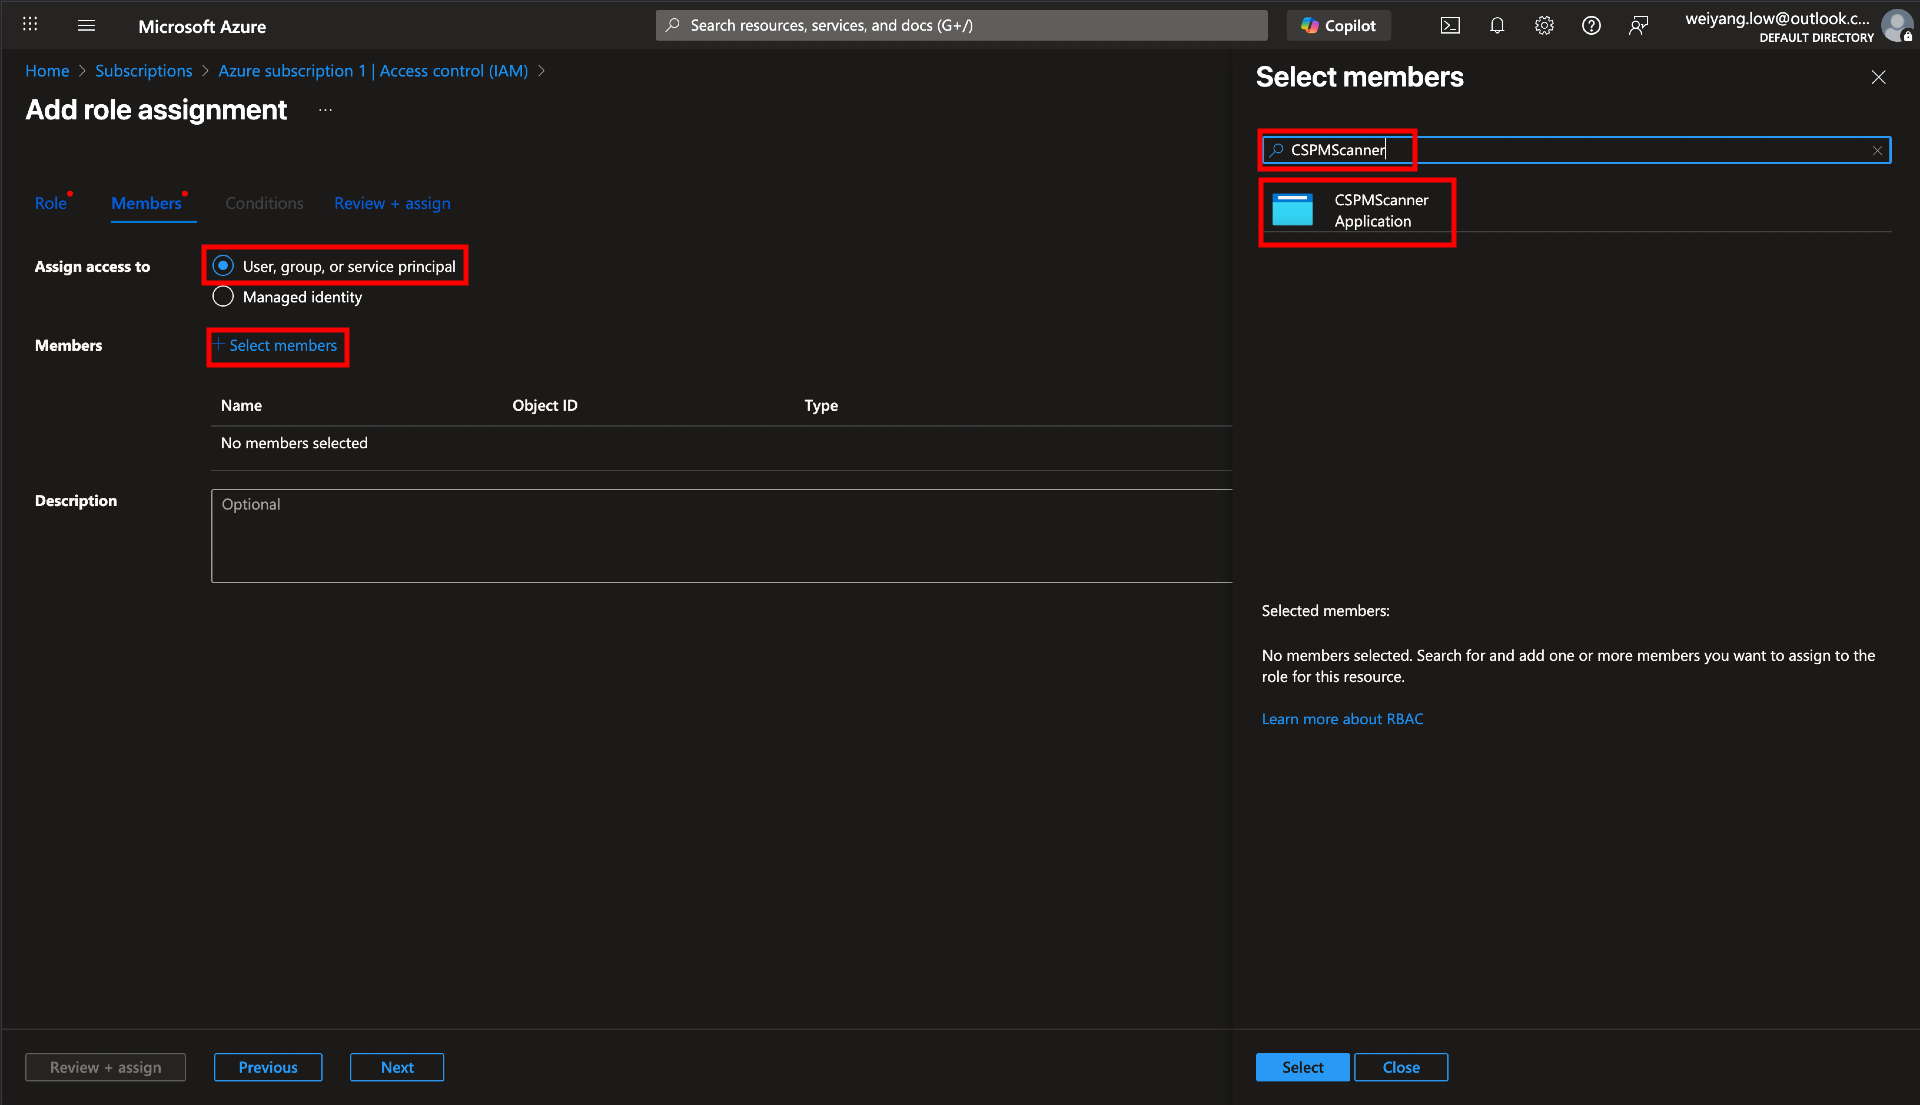 Microsoft Azure
Search resources, services, and docs (G+/)
Copilot
weiyang.low@outlook.c...
DEFAULT DIRECTORY
Home > Subscriptions > Azure subscription 1 | Access control (IAM) >
Add role assignment ...
Role
Members
Conditions
Review + assign
Assign access to
User, group, or service principal
Managed identity
Members
+ Select members
Name
Object ID
Type
No members selected
Description
Optional
Review + assign
Previous
Next
Select members
CSPMScanner
CSPMScanner
Application
Selected members:
No members selected. Search for and add one or more members you want to assign to the
role for this resource.
Learn more about RBAC
Select
Close